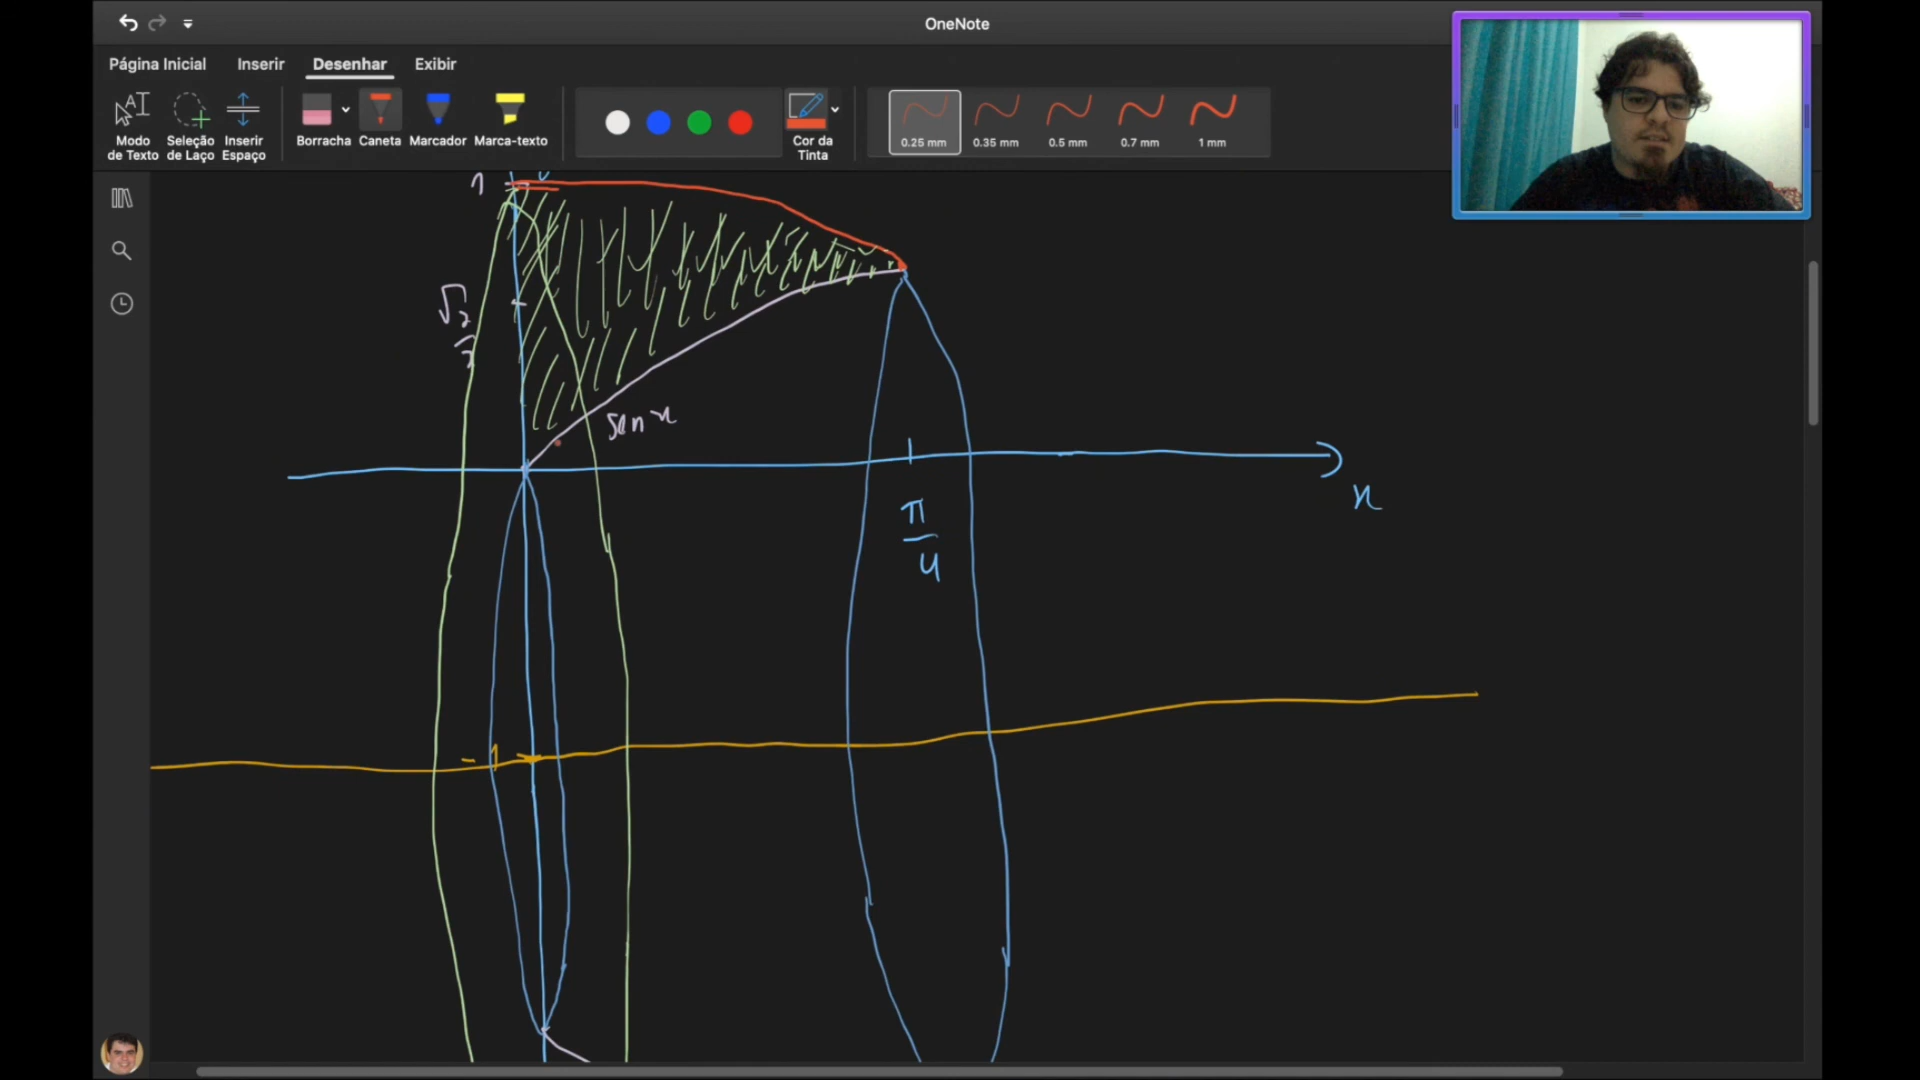 OneNote
Página Inicial Inserir Desenhar Exibir
Modo
de Texto
Seleção
de Laço
Inserir
Espaço
Borracha
Caneta
Marcador
Marca-texto
Cor da
Tinta
0.25 mm
0.35 mm
0.5 mm
0.7 mm
1 mm
1
√2
2
sen x
π
4
x
-1